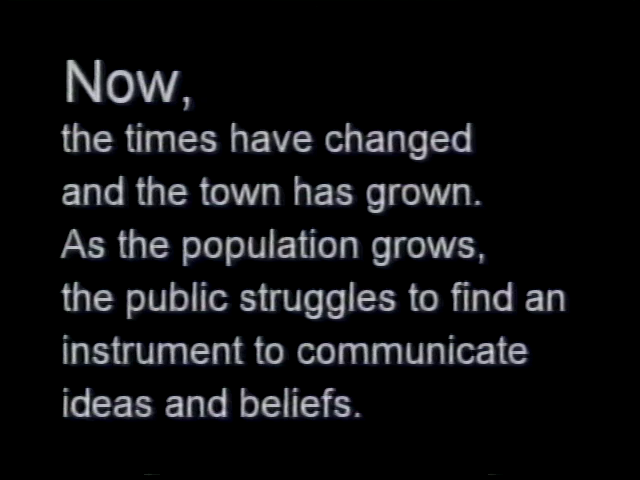 Now,
the times have changed
and the town has grown.
As the population grows,
the public struggles to find an
instrument to communicate
ideas and beliefs.